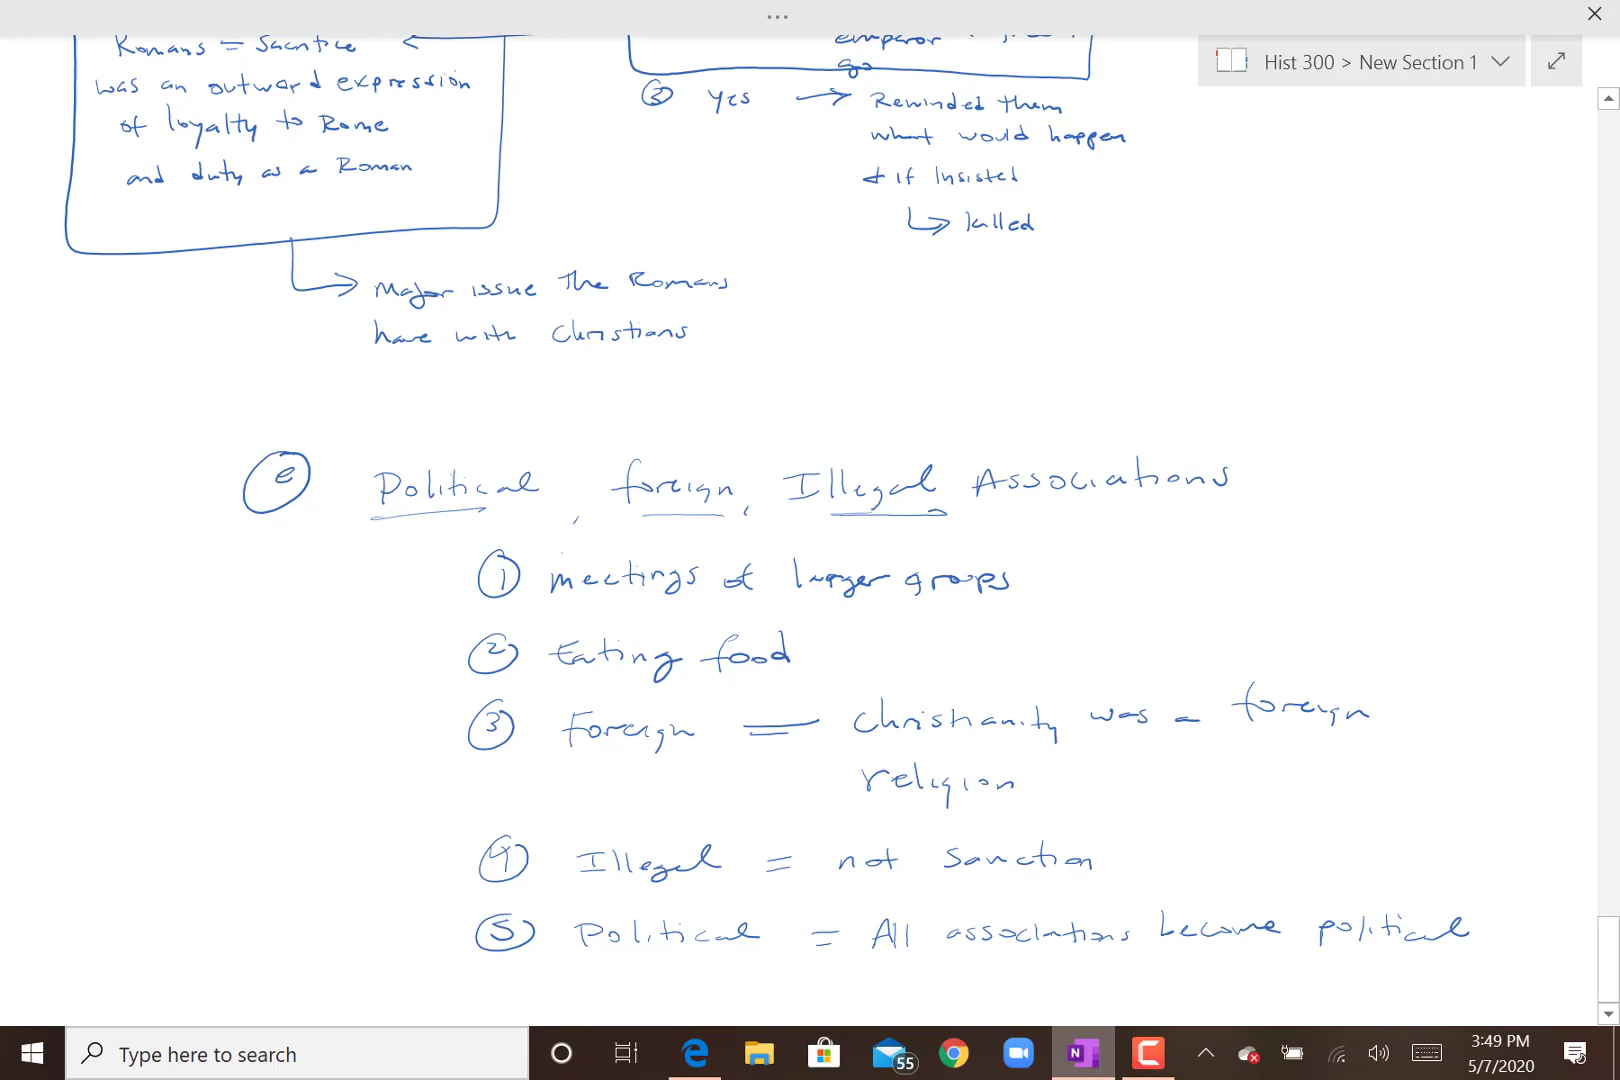 Romans = Sacrifice
was an outward expression
of loyalty to Rome
and duty as a Roman
Major issue the Romans
have with Christians
emperor
go
③ yes → Reminded them
what would happen
+ if Insisted
↳ killed
Hist 300 > New Section 1
ⓔ Political, foreign, Illegal Associations
① meetings of larger groups
② Eating food
③ Foreign = Christianity was a foreign
religion
④ Illegal = not Sanction
⑤ Political = All associations become political
Type here to search
55
3:49 PM
5/7/2020